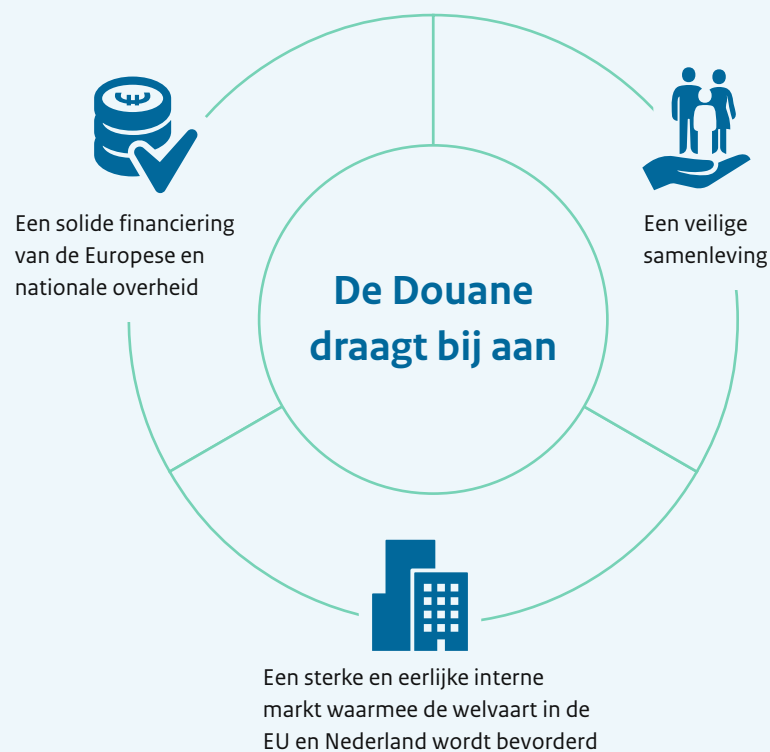 Een solide financiering
van de Europese en
nationale overheid
Een veilige
samenleving
De Douane
draagt bij aan
Een sterke en eerlijke interne
markt waarmee de welvaart in de
EU en Nederland wordt bevorderd